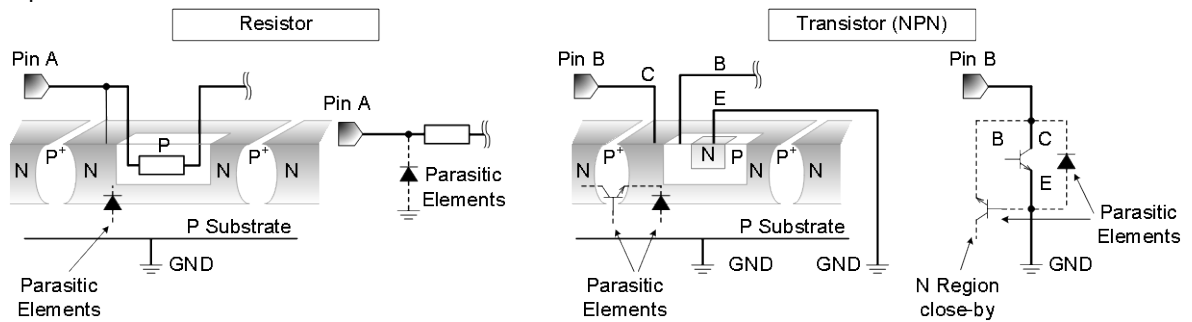 Resistor
Pin A
N
P+
N
P
N
P+
N
P Substrate
GND
Parasitic
Elements
Pin A
Parasitic
Elements
Transistor (NPN)
Pin B
C
B
E
N
P+
N
N
P
N
P+
N
P Substrate
GND
GND
Parasitic
Elements
Pin B
B
C
E
Parasitic
Elements
GND
N Region
close-by